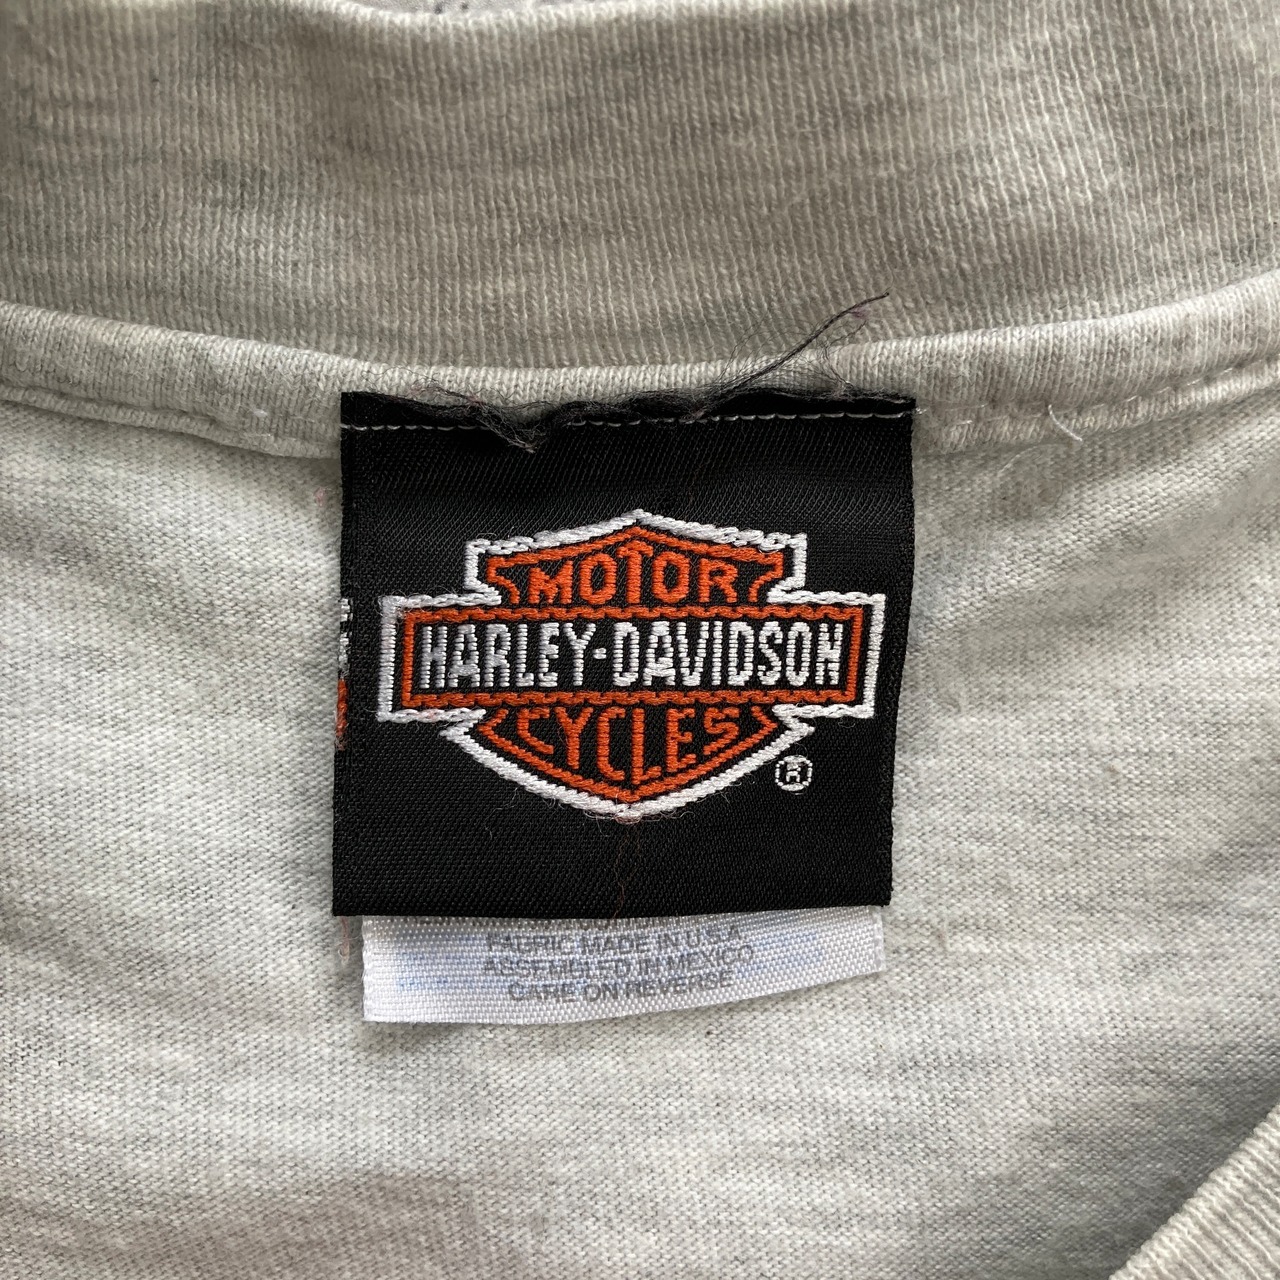 MOTOR
HARLEY-DAVIDSON
CYCLES
®
FABRIC MADE IN U.S.A.
ASSEMBLED IN MEXICO
CARE ON REVERSE